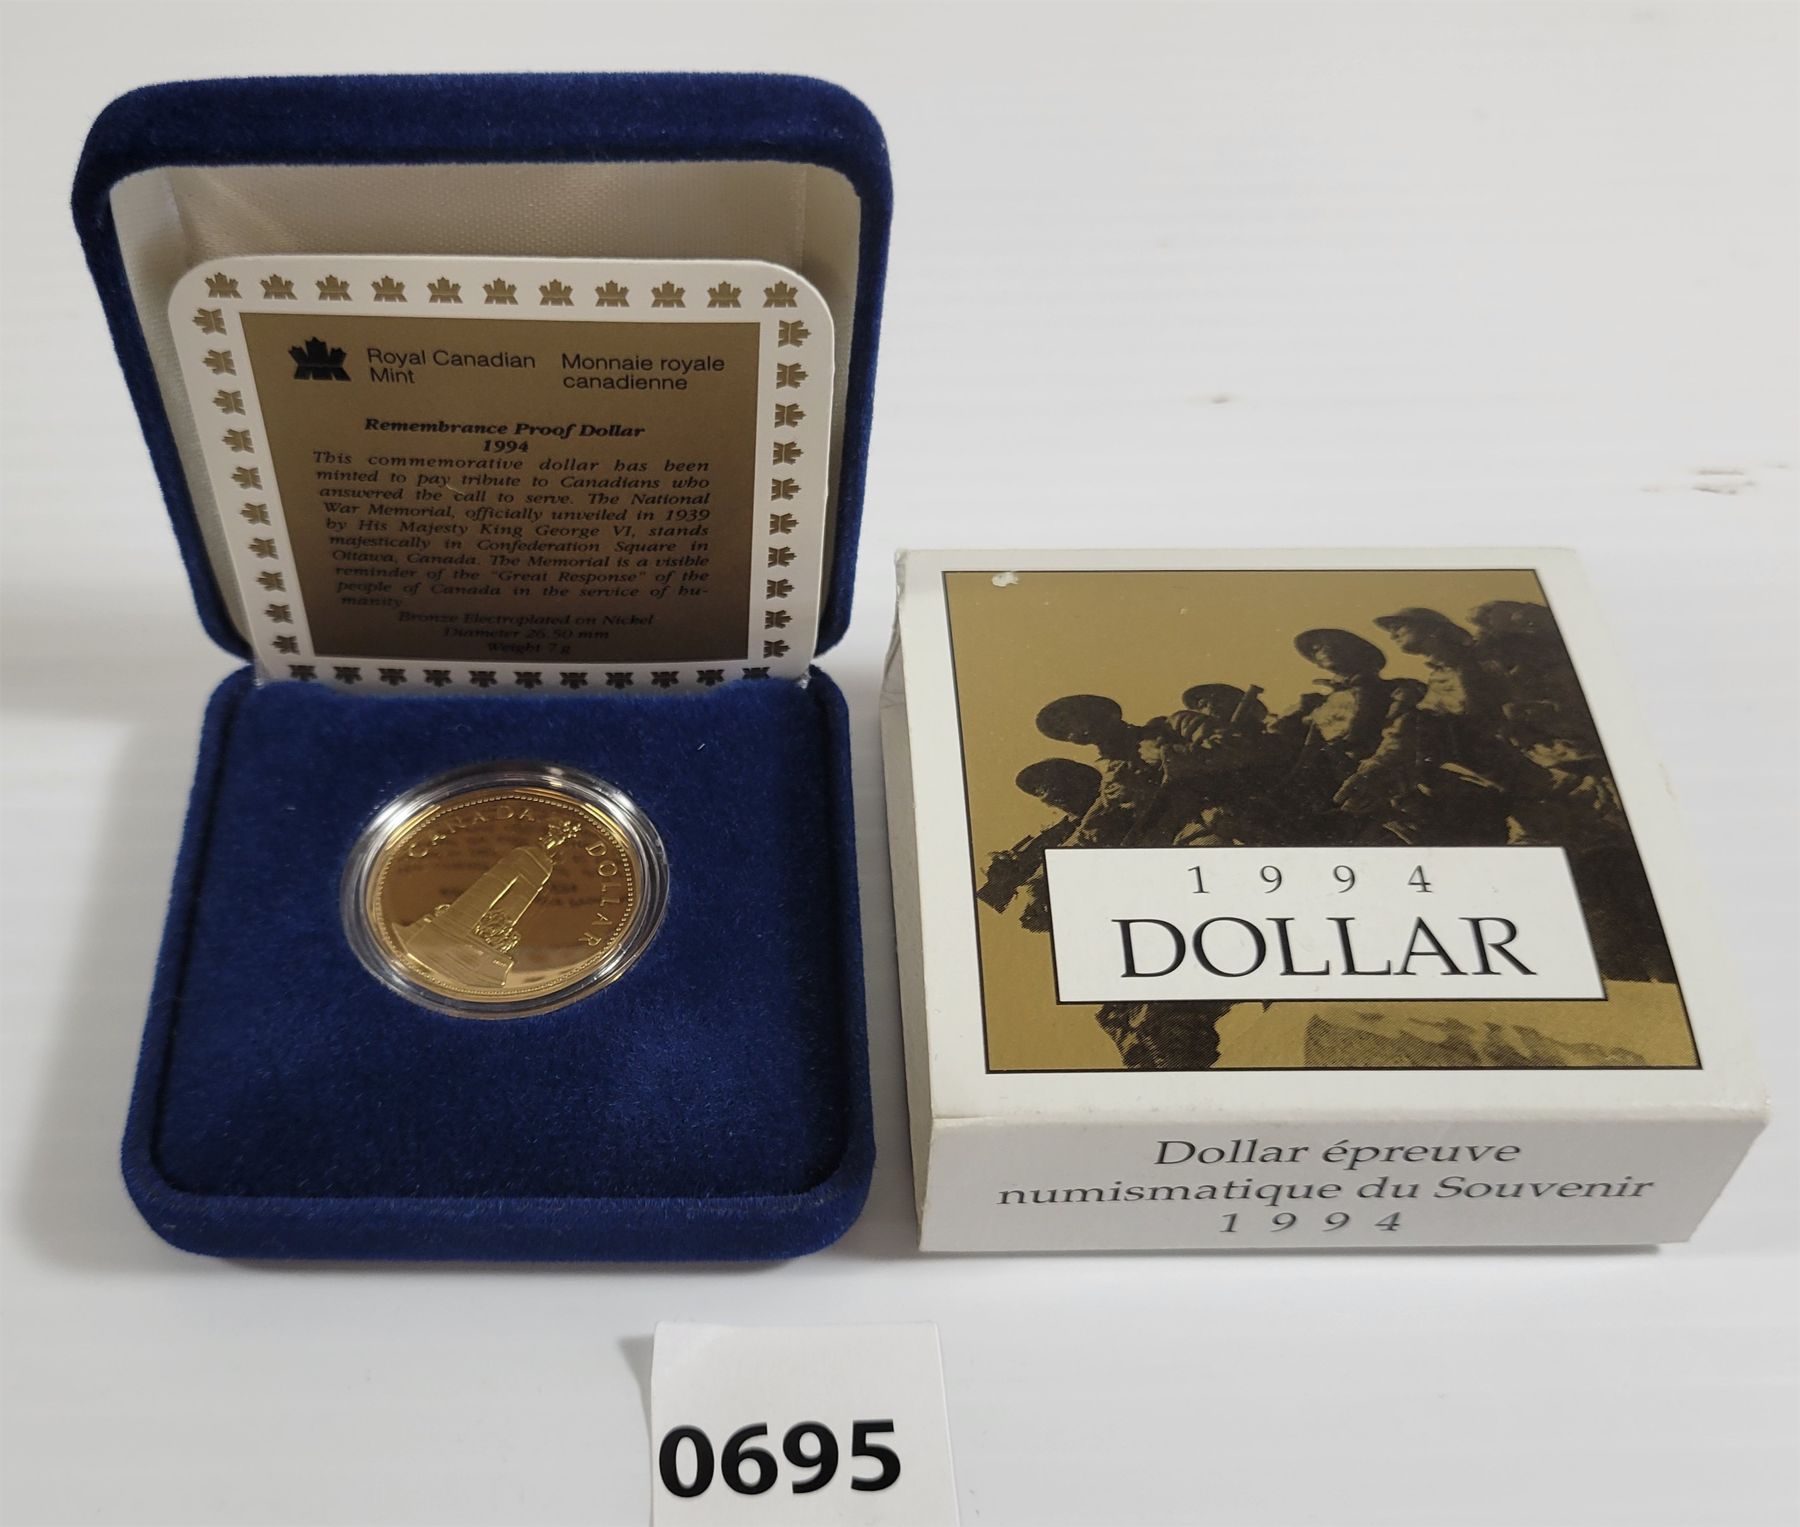 Royal Canadian
Mint
Monnaie royale
canadienne
Remembrance Proof Dollar
1994
This commemorative dollar has been
minted to pay tribute to Canadians who
answered the call to serve. The National
War Memorial, officially unveiled in 1939
by His Majesty King George VI, stands
majestically in Confederation Square in
Ottawa, Canada. The Memorial is a visible
reminder of the "Great Response" of the
people of Canada in the service of hu-
manity
Bronze Electroplated on Nickel
Diameter 26.50 mm
Weight 7 g
CANADA DOLLAR
1994
DOLLAR
Dollar épreuve
numismatique du Souvenir
1994
0695